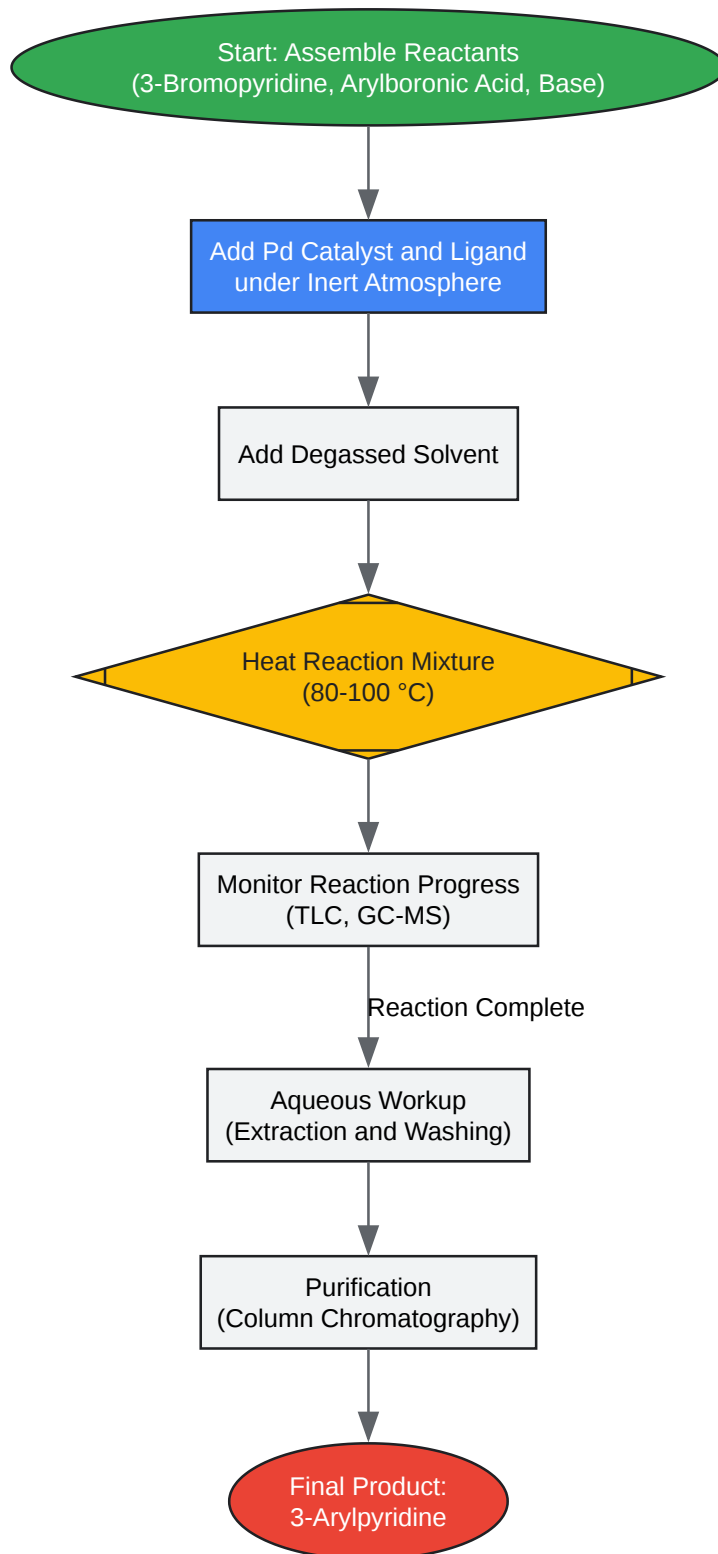 Start: Assemble Reactants
(3-Bromopyridine, Arylboronic Acid, Base)
Add Pd Catalyst and Ligand
under Inert Atmosphere
Add Degassed Solvent
Heat Reaction Mixture
(80-100 °C)
Monitor Reaction Progress
(TLC, GC-MS)
Reaction Complete
Aqueous Workup
(Extraction and Washing)
Purification
(Column Chromatography)
Final Product:
3-Arylpyridine